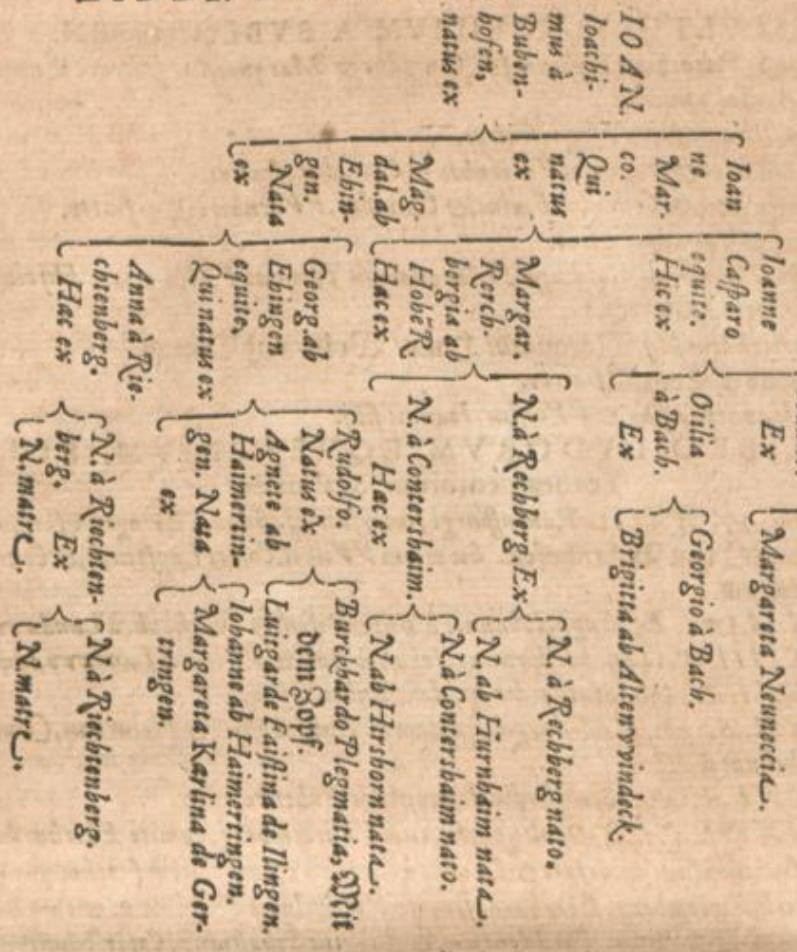 IOAN.
Ioachi-
mus à
Buben-
hofen,
natus ex
Ioan
ne
Mar-
co.
Qui
natus
ex
Mag-
dal. ab
Ebin-
gen.
Nata
ex
Ioanne
Casparo
equite.
Hic ex
Margar.
Rerch-
bergia ab
Hohē R.
Hac ex
Georg. ab
Ebingen
equite,
Qui natus ex
Anna à Rie-
chtenberg.
Hac ex
Ex
Otilia
à Bach.
Ex
N. à Rechberg. Ex
N. à Contershaim.
Hac ex
Rudolfo.
Natus ex
Agnete ab
Haimertin-
gen. Nata
ex
N. à Riechten-
berg. Ex
N. matre.
Margareta Neuneccia.
Georgio à Bach.
Brigitta ab Altenvvindeck.
N. à Rechberg nato.
N. ab Hurnhaim nata.
N. à Contershaim nato.
N. ab Hirshorn nata.
Burckhardo Plegmatia, Mit
dem Zopf.
Luitgarde Faistina de Ilingen.
Iohanne ab Haimertingen.
Margareta Kaylina de Ger-
tringen.
N. à Riechtenberg.
N. matre.